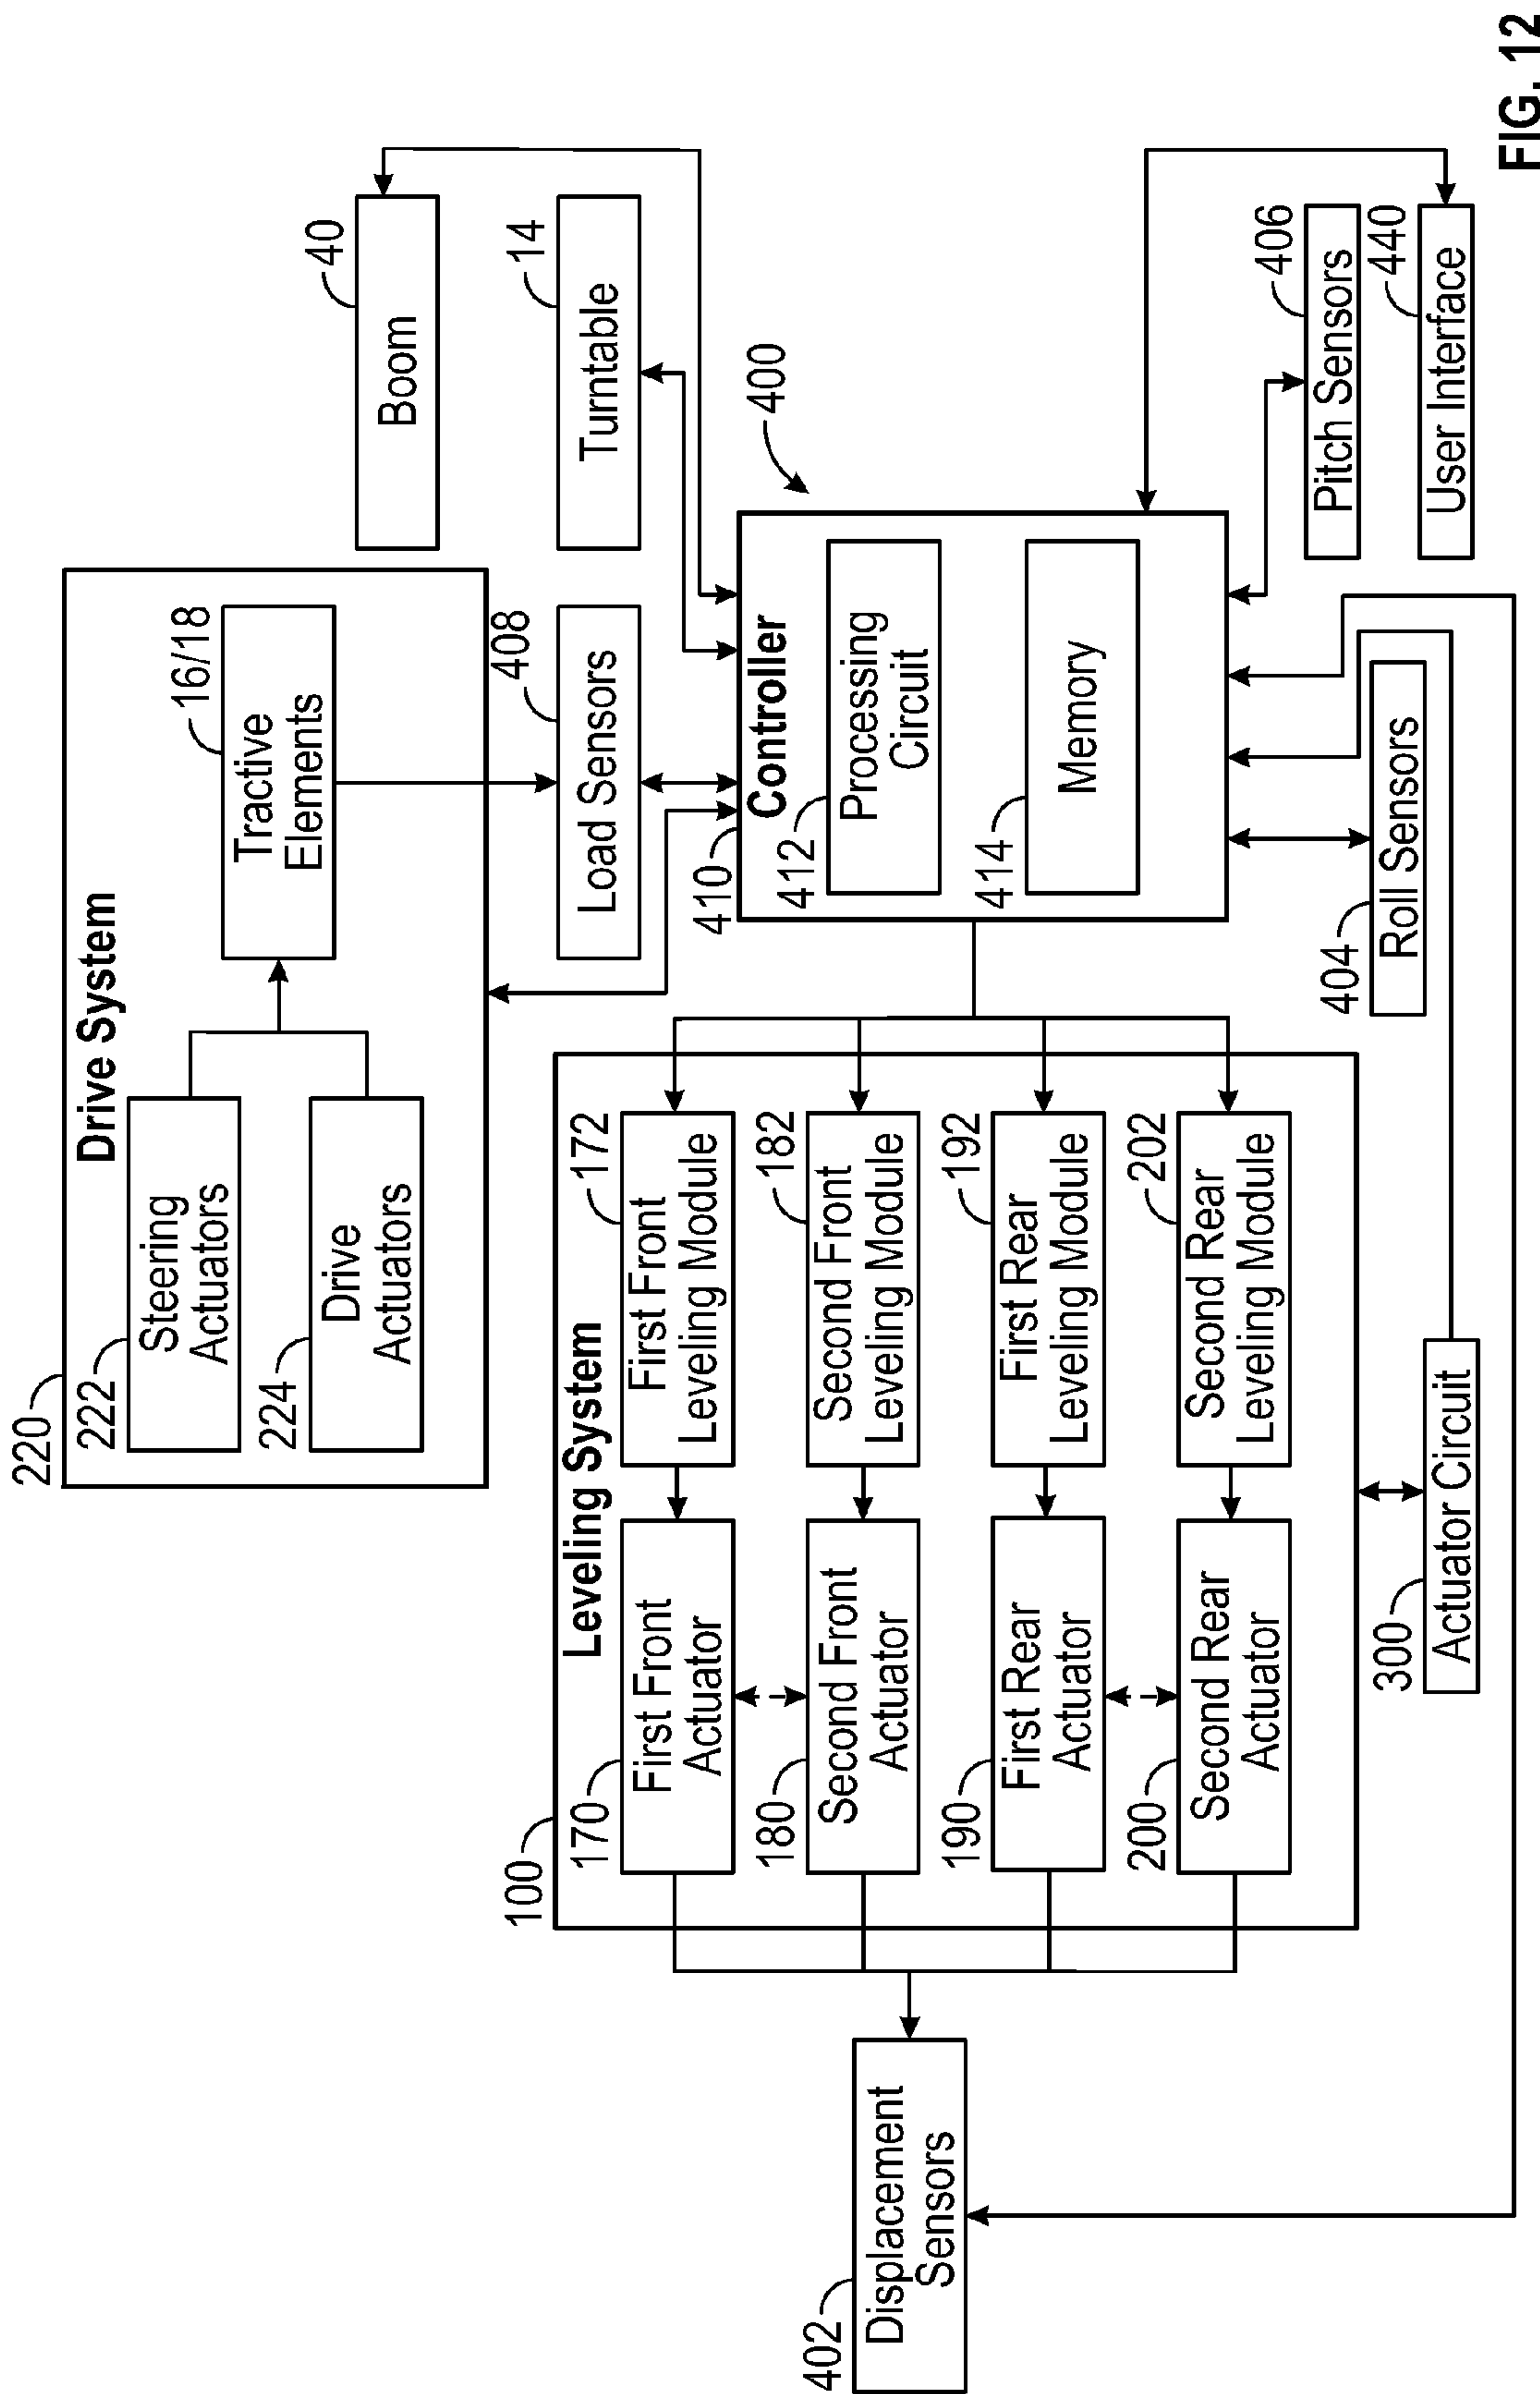 220
Drive System
222
Steering
Actuators
224
Drive
Actuators
16/18
Tractive
Elements
40
Boom
14
Turntable
408
Load Sensors
400
410
Controller
412
Processing
Circuit
414
Memory
100
Leveling System
170
First Front
Actuator
172
First Front
Leveling Module
180
Second Front
Actuator
182
Second Front
Leveling Module
190
First Rear
Actuator
192
First Rear
Leveling Module
200
Second Rear
Actuator
202
Second Rear
Leveling Module
402
Displacement
Sensors
300
Actuator Circuit
404
Roll Sensors
406
Pitch Sensors
440
User Interface
FIG. 12